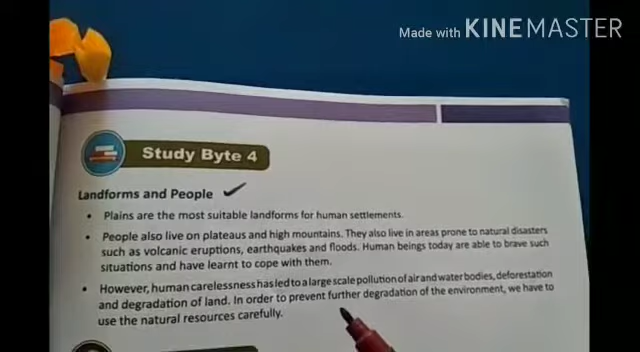 Made with KINEMASTER
Study Byte 4
Landforms and People
• Plains are the most suitable landforms for human settlements.
• People also live on plateaus and high mountains. They also live in areas prone to natural disasters
such as volcanic eruptions, earthquakes and floods. Human beings today are able to brave such
situations and have learnt to cope with them.
• However, human carelessness has led to a large scale pollution of air and water bodies, deforestation
and degradation of land. In order to prevent further degradation of the environment, we have to
use the natural resources carefully.